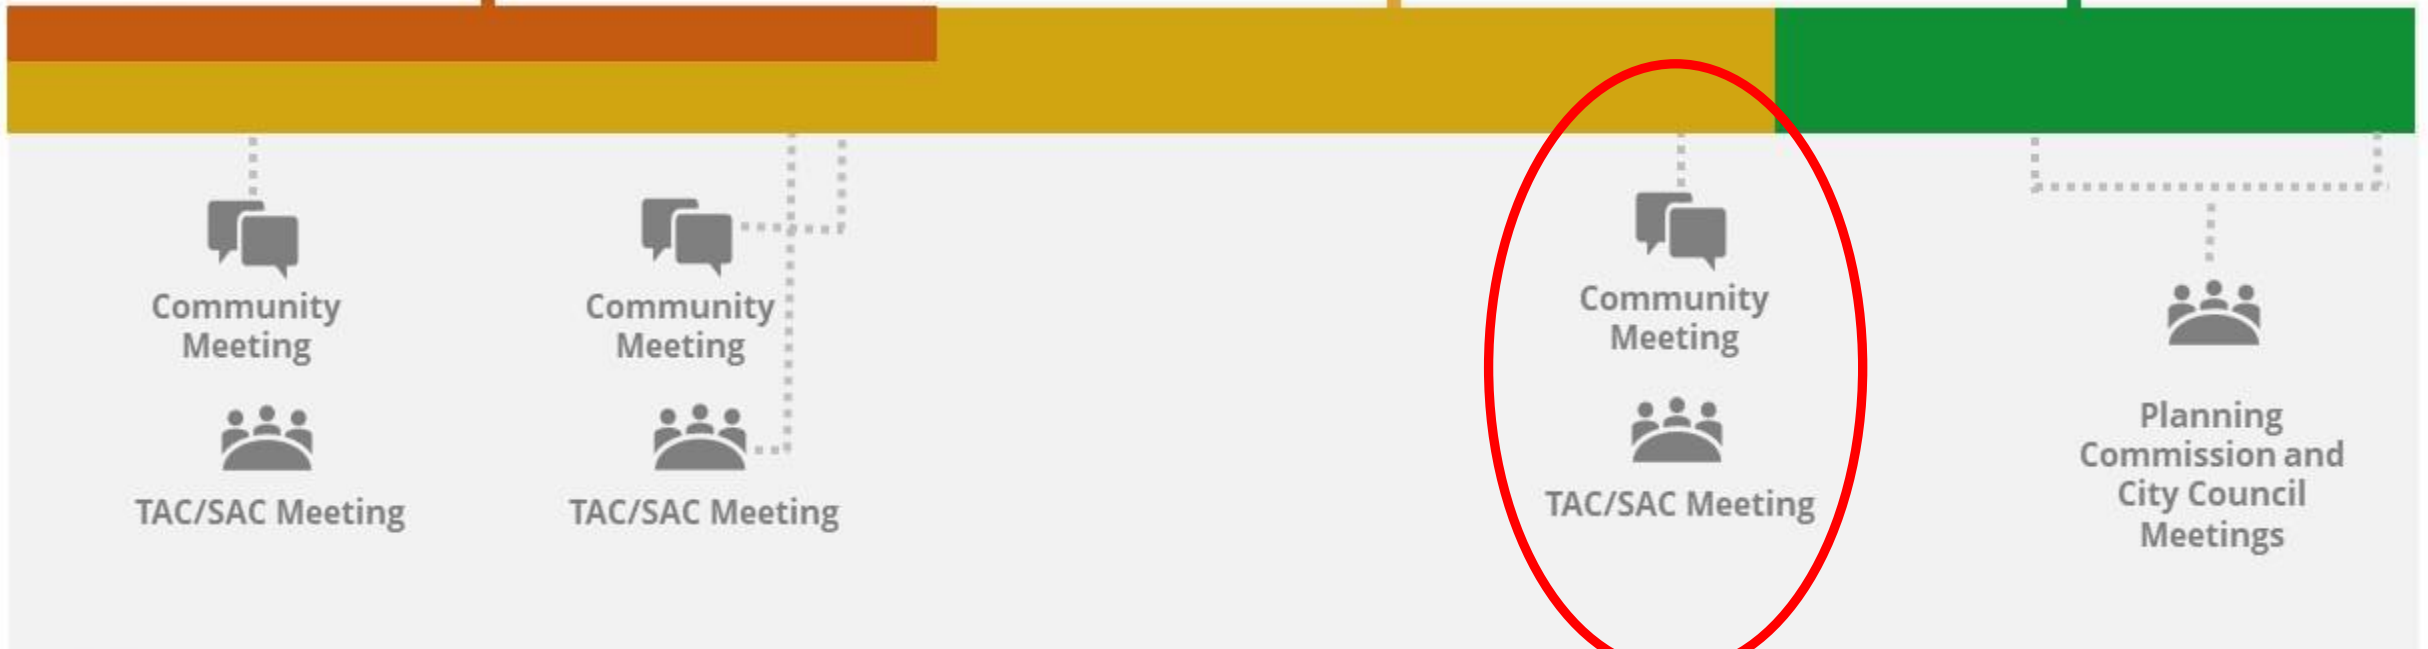 Community
Meeting
TAC/SAC Meeting
Community
Meeting
TAC/SAC Meeting
Community
Meeting
TAC/SAC Meeting
Planning
Commission and
City Council
Meetings